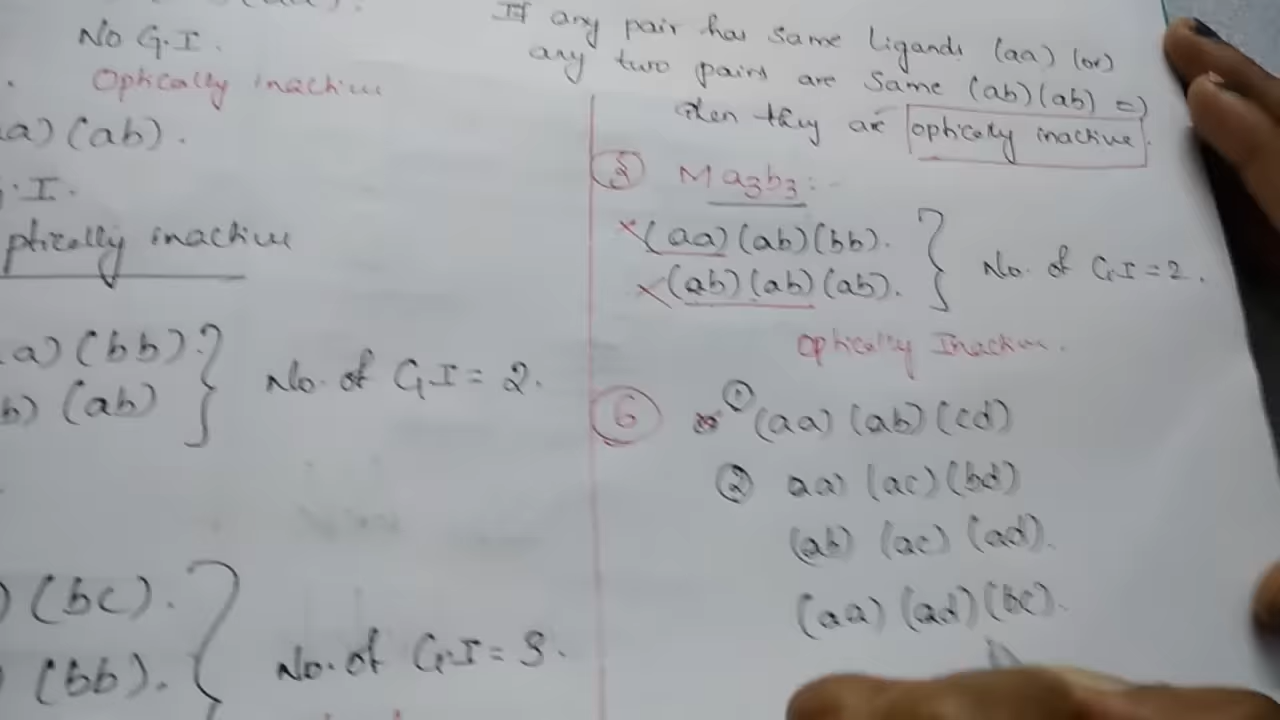 No G.I.
Optically inactive
a) (ab).
G.I.
ptically inactive
a) (bb).
b) (ab)
No. of G.I = 2.
) (bc).
) (bb).
No. of G.I = 3.
If any pair has same ligands (aa) (or)
any two pairs are same (ab) (ab) =)
then they are optically inactive.
Ma3b3:-
x (aa) (ab) (bb).
x (ab) (ab) (ab).
No. of G.I = 2.
Optically Inactive.
6 1 (aa) (ab) (cd)
2 aa) (ac) (bd)
(ab) (ac) (ad).
(aa) (ad) (bc).